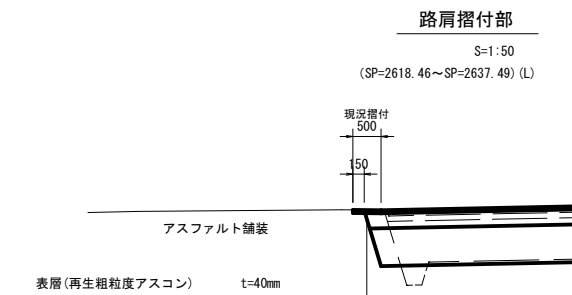 路肩摺付部
S=1:50
(SP=2618.46～SP=2637.49)(L)
現況摺付
500
150
アスファルト舗装
表層(再生粗粒度アスコン) t=40mm